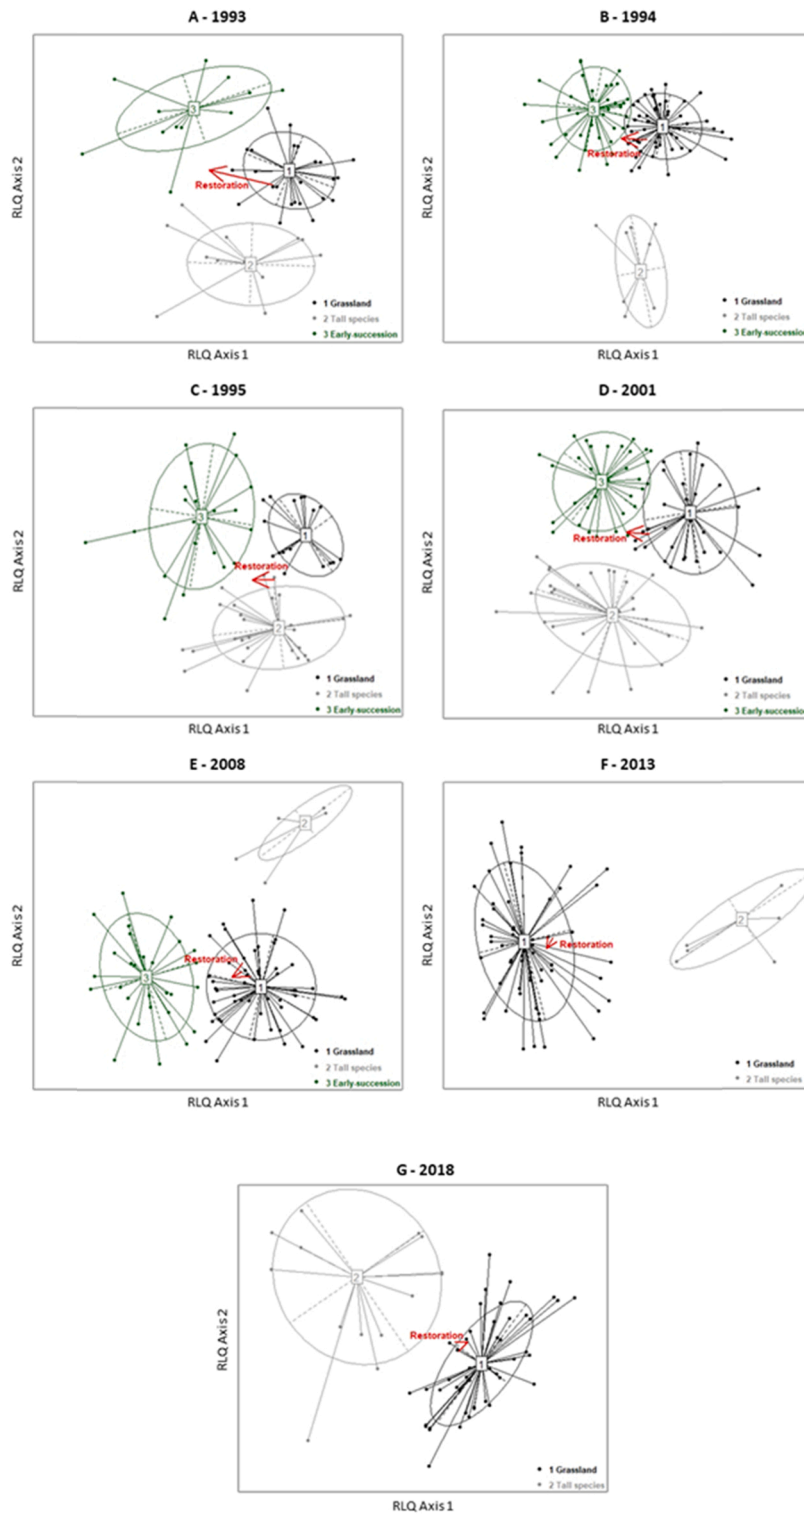 A - 1993
B - 1994
RLQ Axis 2
3
1
Restoration
2
1 Grassland
2 Tall species
3 Early-succession
RLQ Axis 1
RLQ Axis 2
3
1
Restoration
2
1 Grassland
2 Tall species
3 Early-succession
RLQ Axis 1
C - 1995
D - 2001
RLQ Axis 2
3
1
Restoration
2
1 Grassland
2 Tall species
3 Early-succession
RLQ Axis 1
RLQ Axis 2
3
1
Restoration
2
1 Grassland
2 Tall species
3 Early-succession
RLQ Axis 1
E - 2008
F - 2013
RLQ Axis 2
2
Restoration
3
1
1 Grassland
2 Tall species
3 Early-succession
RLQ Axis 1
RLQ Axis 2
2
1
Restoration
1 Grassland
2 Tall species
RLQ Axis 1
G - 2018
RLQ Axis 2
2
Restoration
1
1 Grassland
2 Tall species
RLQ Axis 1